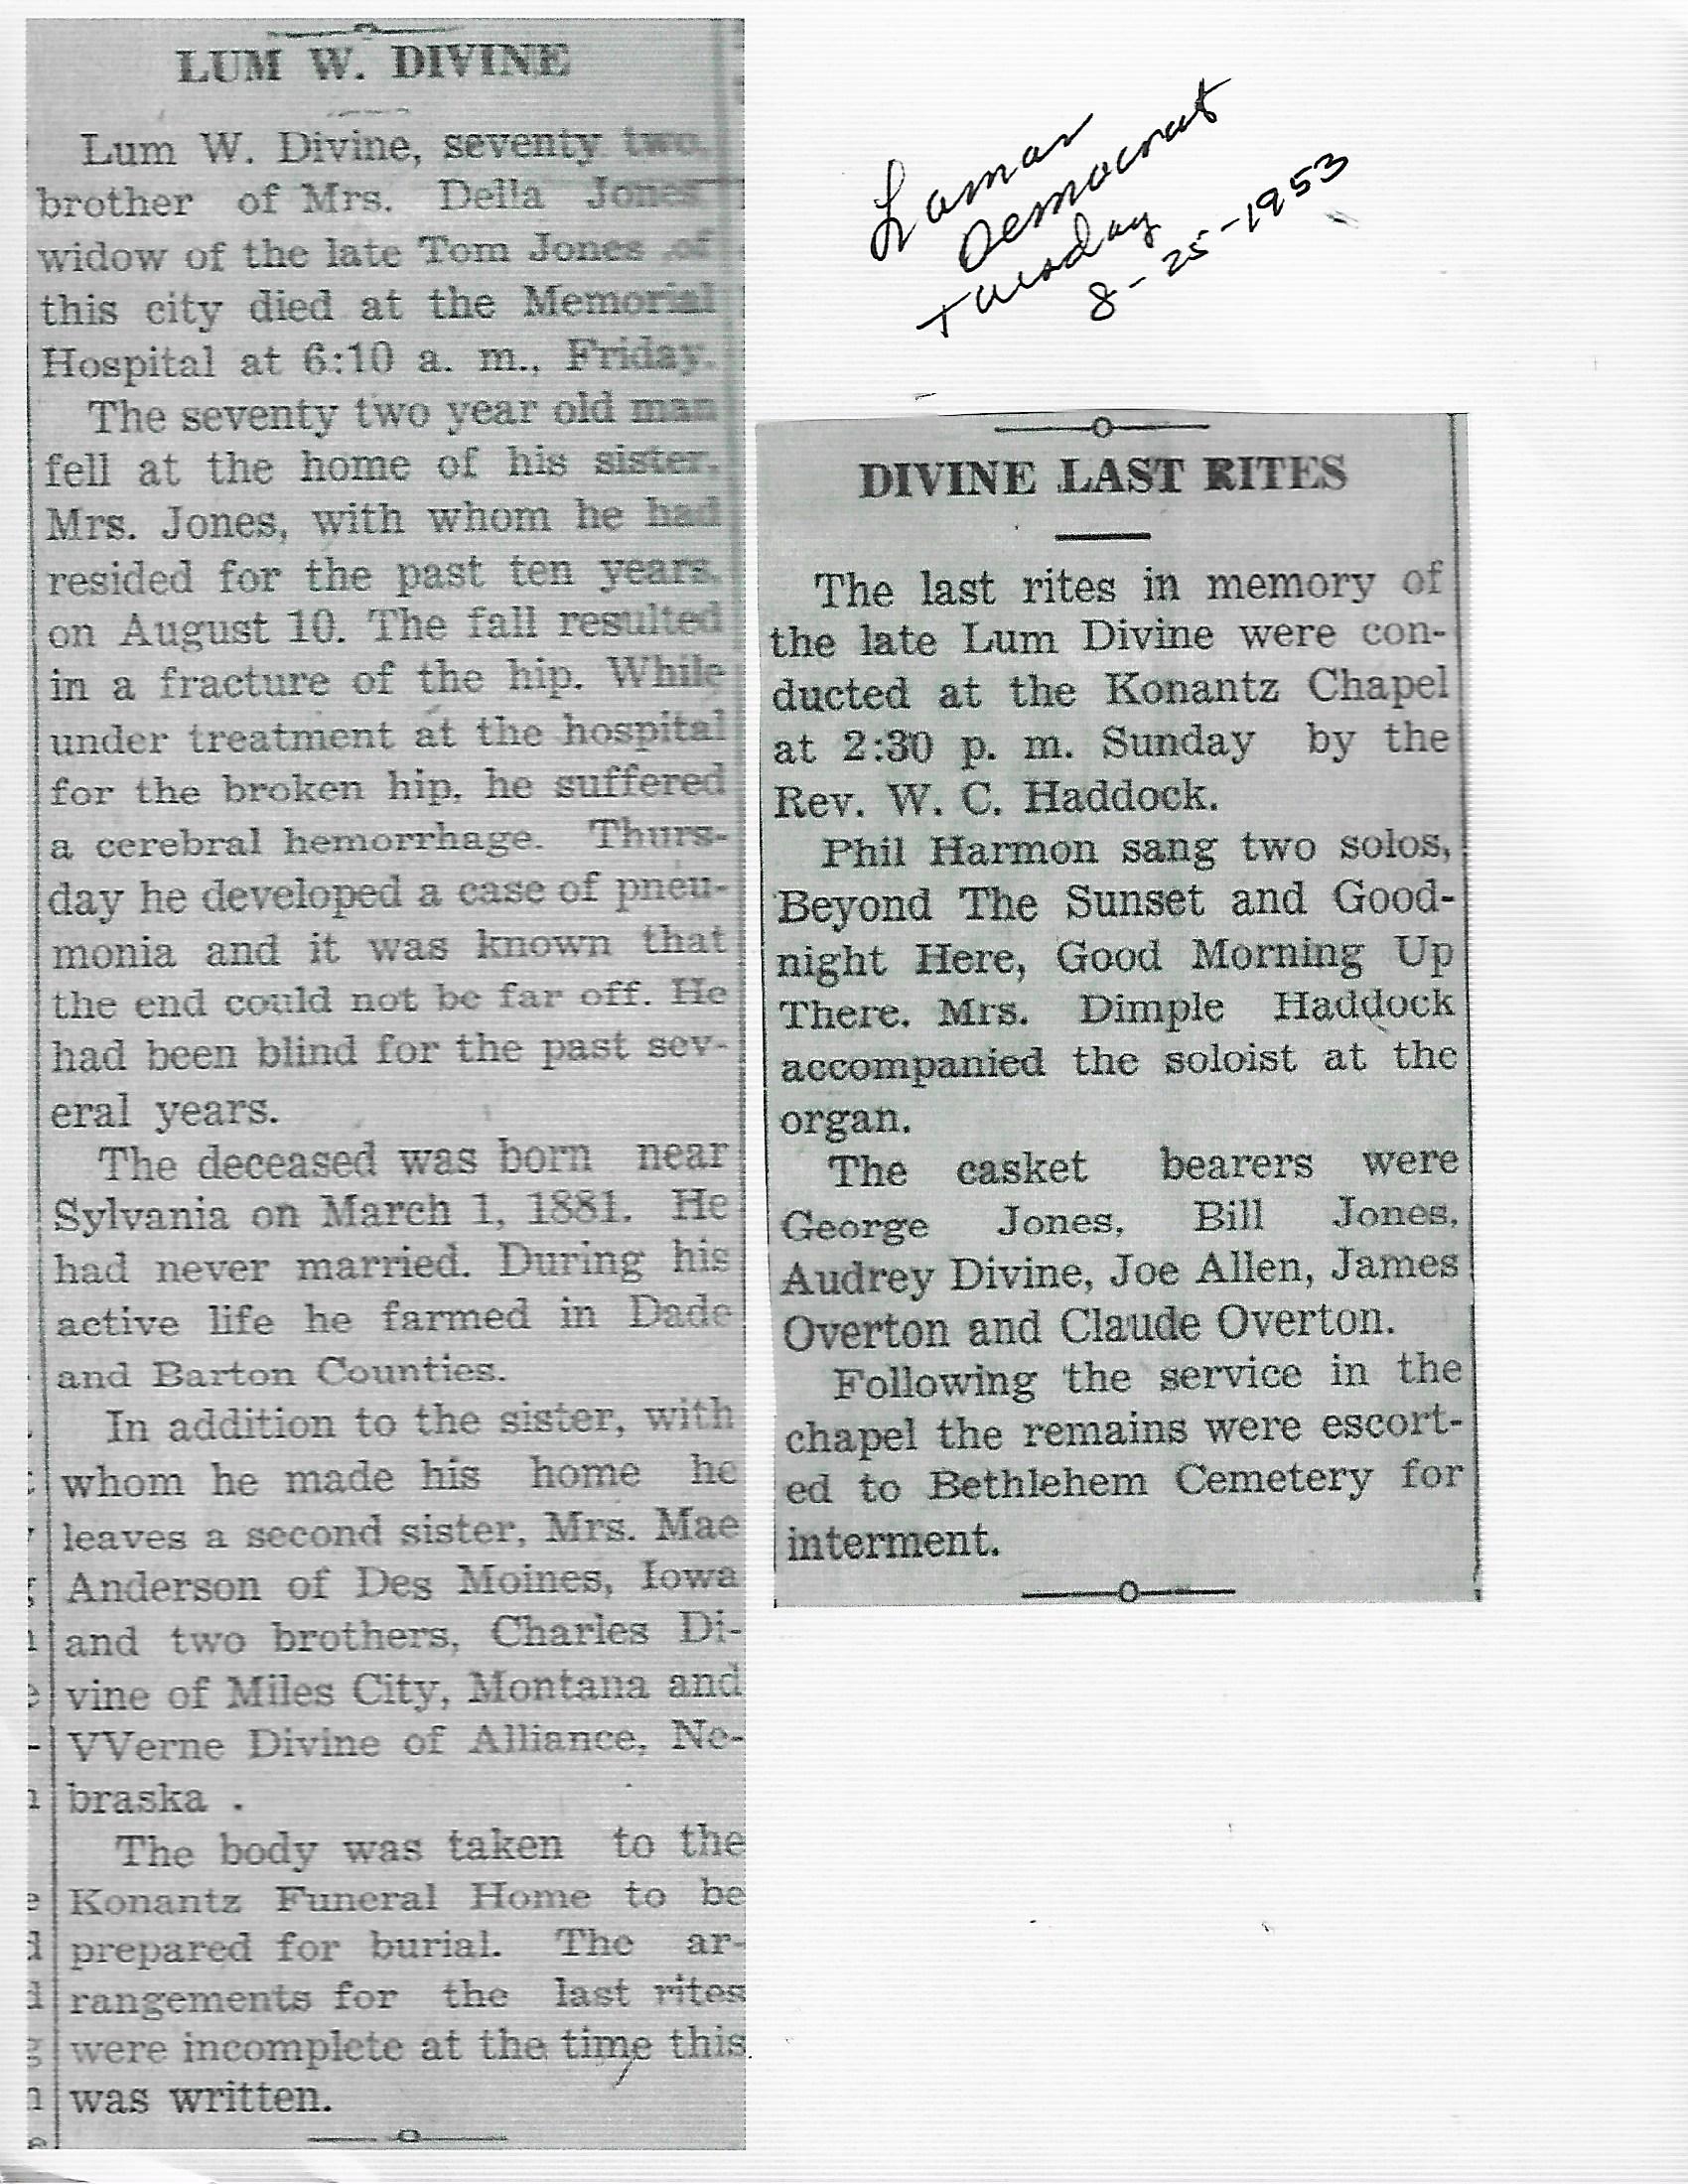 LUM W. DIVINE
Lum W. Divine, seventy two,
brother of Mrs. Della Jones
widow of the late Tom Jones of
this city died at the Memorial
Hospital at 6:10 a. m., Friday.
The seventy two year old man
fell at the home of his sister,
Mrs. Jones, with whom he had
resided for the past ten years,
on August 10. The fall resulted
in a fracture of the hip. While
under treatment at the hospital
for the broken hip, he suffered
a cerebral hemorrhage. Thurs-
day he developed a case of pneu-
monia and it was known that
the end could not be far off. He
had been blind for the past sev-
eral years.
The deceased was born near
Sylvania on March 1, 1881. He
had never married. During his
active life he farmed in Dade
and Barton Counties.
In addition to the sister, with
whom he made his home he
leaves a second sister, Mrs. Mae
Anderson of Des Moines, Iowa
and two brothers, Charles Di-
vine of Miles City, Montana and
VVerne Divine of Alliance, Ne-
braska .
The body was taken to the
Konantz Funeral Home to be
prepared for burial. The ar-
rangements for the last rites
were incomplete at the time this
was written.
Lamar
Democrat
Tuesday
8-25-1953
DIVINE LAST RITES
The last rites in memory of
the late Lum Divine were con-
ducted at the Konantz Chapel
at 2:30 p. m. Sunday by the
Rev. W. C. Haddock.
Phil Harmon sang two solos,
Beyond The Sunset and Good-
night Here, Good Morning Up
There. Mrs. Dimple Haddock
accompanied the soloist at the
organ.
The casket bearers were
George Jones, Bill Jones,
Audrey Divine, Joe Allen, James
Overton and Claude Overton.
Following the service in the
chapel the remains were escort-
ed to Bethlehem Cemetery for
interment.